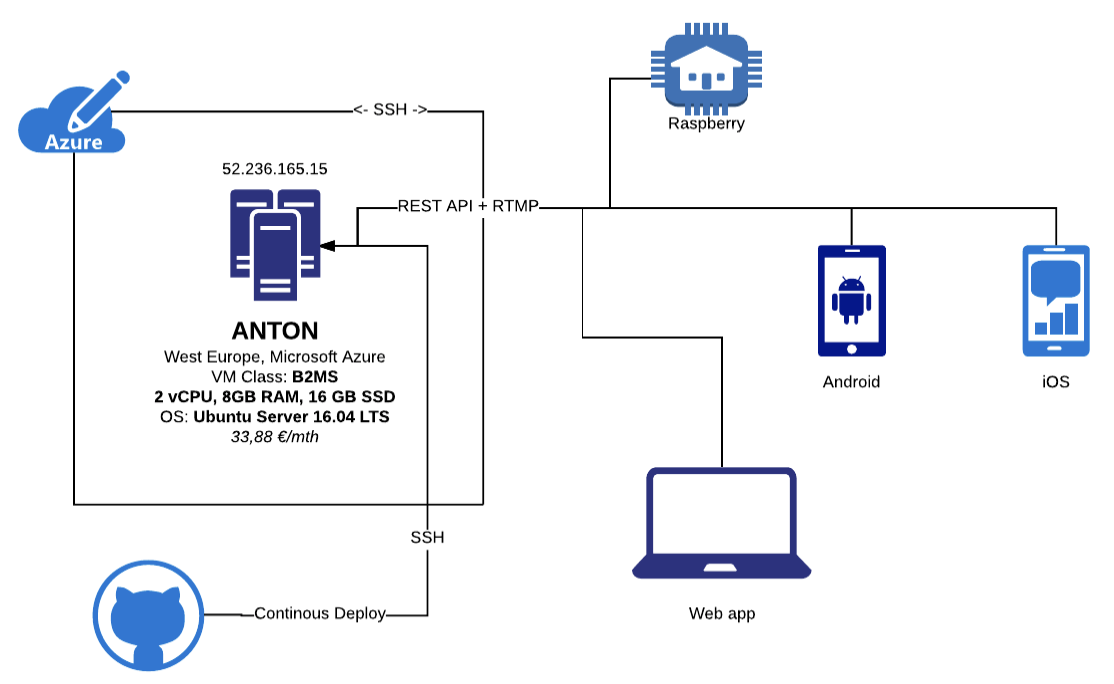 Raspberry
<- SSH ->
Azure
52.236.165.15
REST API + RTMP
ANTON
West Europe, Microsoft Azure
VM Class: B2MS
2 vCPU, 8GB RAM, 16 GB SSD
OS: Ubuntu Server 16.04 LTS
33,88 €/mth
Android
iOS
SSH
Continous Deploy
Web app